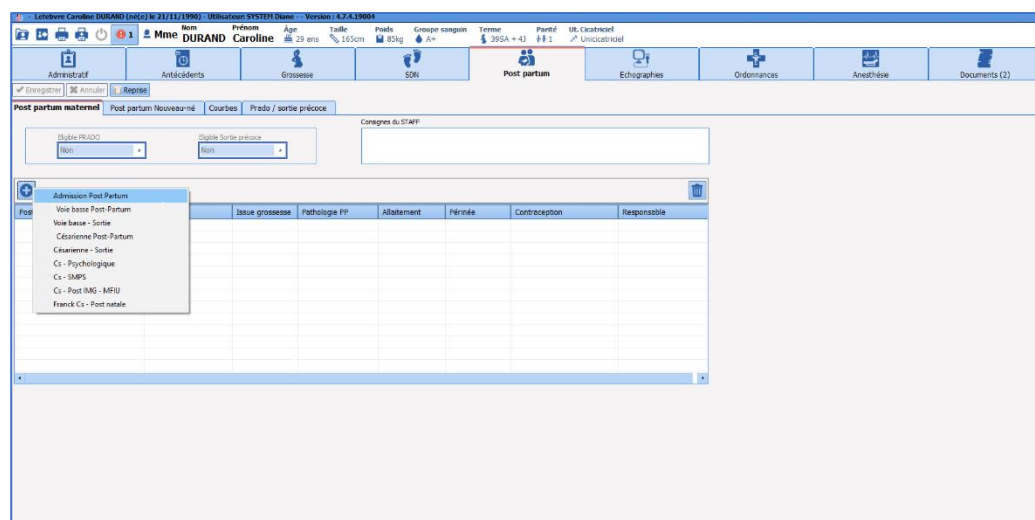 - Lefebvre Caroline DURAND (né(e) le 21/11/1990) - Utilisateur SYSTEM Diane - - Version : 4.7.4.19004
1 Mme Nom DURAND Prénom Caroline Âge 29 ans Taille 165cm Poids 85kg Groupe sanguin A+ Terme 39SA + 4J Parité 1 Ut. Cicatriciel Unicicatriciel
Administratif Antécédents Grossesse SDN Post partum Echographies Ordonnances Anesthésie Documents (2)
Enregistrer Annuler Reprise
Post partum maternel Post partum Nouveau-né Courbes Prado / sortie précoce
Consignes du STAFF
Eligible PRADO Eligible Sortie précoce
Non Non
Admission Post Partum
Post Issue grossesse Pathologie PP Allaitement Périnée Contraception Responsable
Voie basse Post-Partum
Voie basse - Sortie
Césarienne Post-Partum
Césarienne - Sortie
Cs - Psychologique
Cs - SMPS
Cs - Post IMG - MFIU
Franck Cs - Post natale